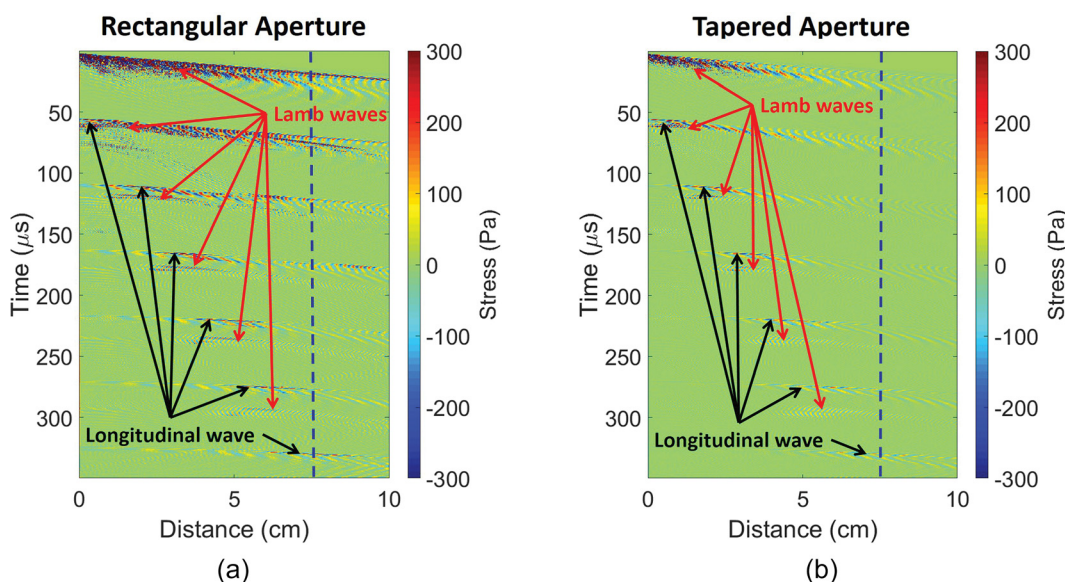 Rectangular Aperture
50
100
150
200
250
300
Time (μs)
Lamb waves
Longitudinal wave
0
5
10
Distance (cm)
300
200
100
0
-100
-200
-300
Stress (Pa)
(a)
Tapered Aperture
50
100
150
200
250
300
Time (μs)
Lamb waves
Longitudinal wave
0
5
10
Distance (cm)
300
200
100
0
-100
-200
-300
Stress (Pa)
(b)